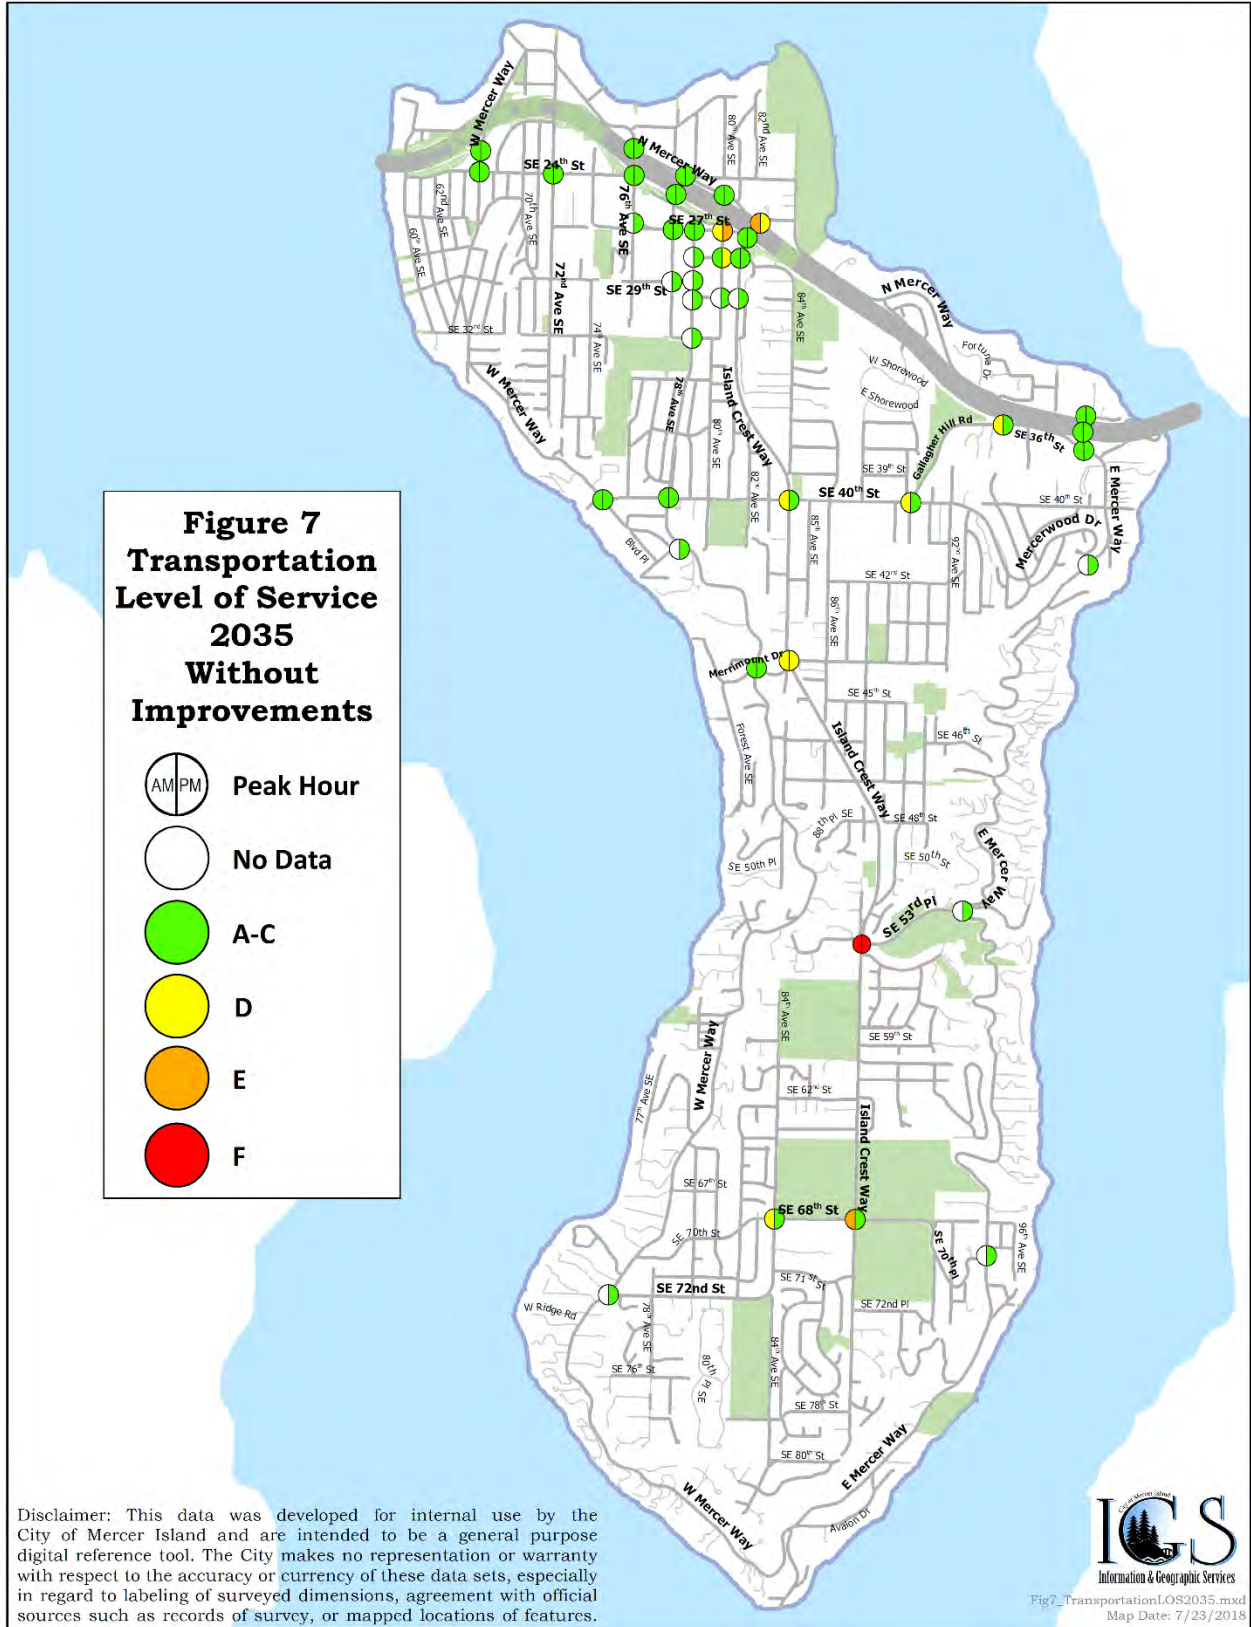 W Mercer Way
N Mercer Way
80th Ave SE
82nd Ave SE
SE 24th St
62nd Ave SE
70th Ave SE
76th Ave SE
SE 27th St
60th Ave SE
72nd Ave SE
SE 29th St
N Mercer Way
84th Ave SE
SE 32nd St
74th Ave SE
Fortuna Dr
W Shorewood
E Shorewood
W Mercer Way
78th Ave SE
Island Crest Way
80th Ave SE
Gallagher Hill Rd
SE 36th St
SE 39th St
82nd Ave SE
SE 40th St
SE 40th St
E Mercer Way
Mercerwood Dr
85th Ave SE
92nd Ave SE
Blvd Pl
SE 42nd St
86th Ave SE
Merrimount Dr
SE 45th St
Forest Ave SE
Island Crest Way
SE 46th St
88th Pl SE
SE 48th St
E Mercer Way
SE 50th Pl
SE 50th St
SE 53rd Pl
84th Ave SE
W Mercer Way
SE 59th St
77th Ave SE
SE 62nd St
Island Crest Way
SE 67th St
SE 68th St
SE 70th St
SE 70th Pl
96th Ave SE
SE 72nd St
SE 71st St
W Ridge Rd
78th Ave SE
SE 72nd Pl
84th Ave SE
SE 76th St
80th Pl SE
SE 78th St
SE 80th St
E Mercer Way
W Mercer Way
Avalon Dr
Figure 7
Transportation
Level of Service
2035
Without
Improvements
AM PM Peak Hour
No Data
A-C
D
E
F
Disclaimer: This data was developed for internal use by the
City of Mercer Island and are intended to be a general purpose
digital reference tool. The City makes no representation or warranty
with respect to the accuracy or currency of these data sets, especially
in regard to labeling of surveyed dimensions, agreement with official
sources such as records of survey, or mapped locations of features.
City of Mercer Island
IGS
Information & Geographic Services
Fig7_TransportationLOS2035.mxd
Map Date: 7/23/2018